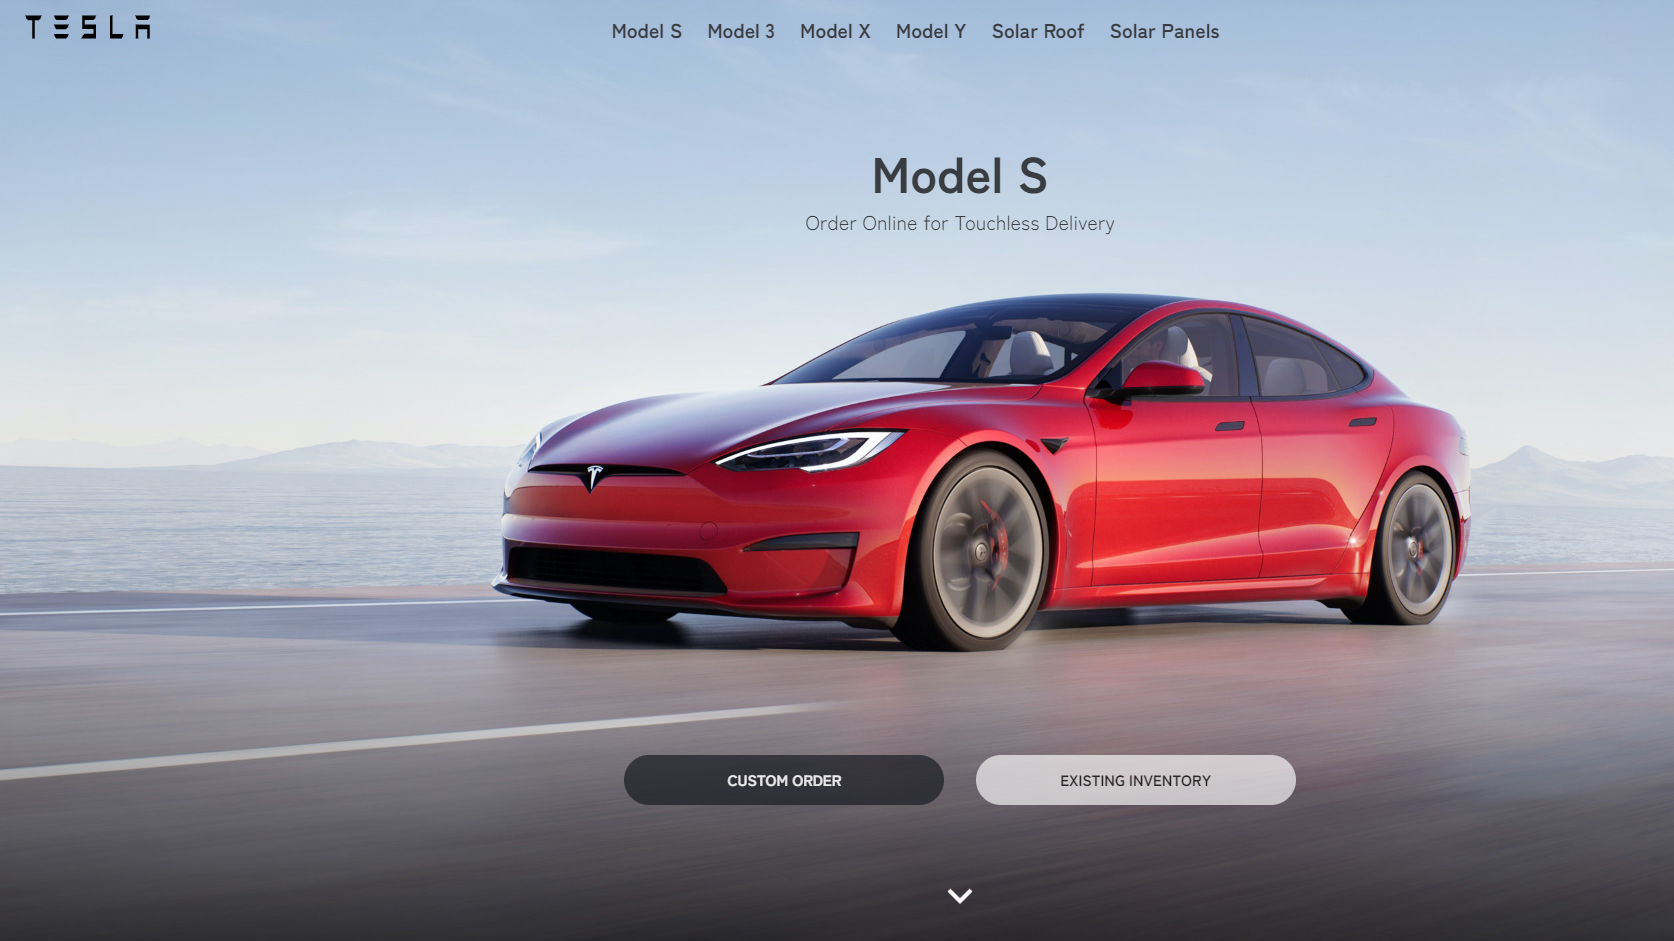 TESLA
Model S Model 3 Model X Model Y Solar Roof Solar Panels
Model S
Order Online for Touchless Delivery
CUSTOM ORDER
EXISTING INVENTORY